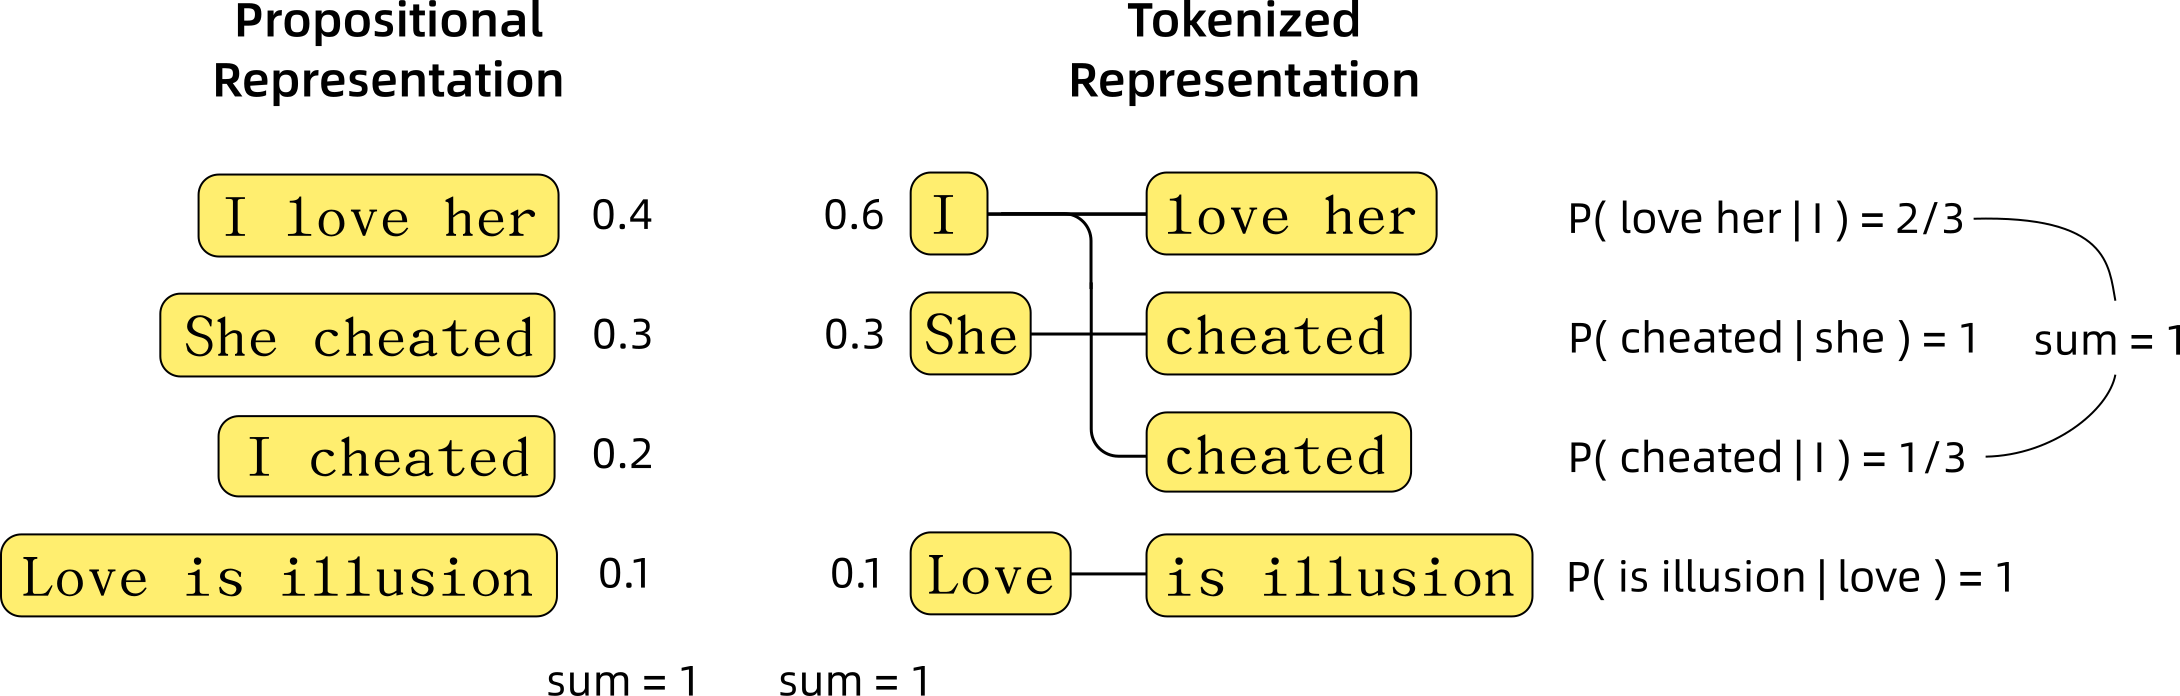 Propositional
Representation
Tokenized
Representation
I love her 0.4 0.6 I love her P( love her | I ) = 2/3
She cheated 0.3 0.3 She cheated P( cheated | she ) = 1 sum = 1
I cheated 0.2 cheated P( cheated | I ) = 1/3
Love is illusion 0.1 0.1 Love is illusion P( is illusion | love ) = 1
sum = 1 sum = 1